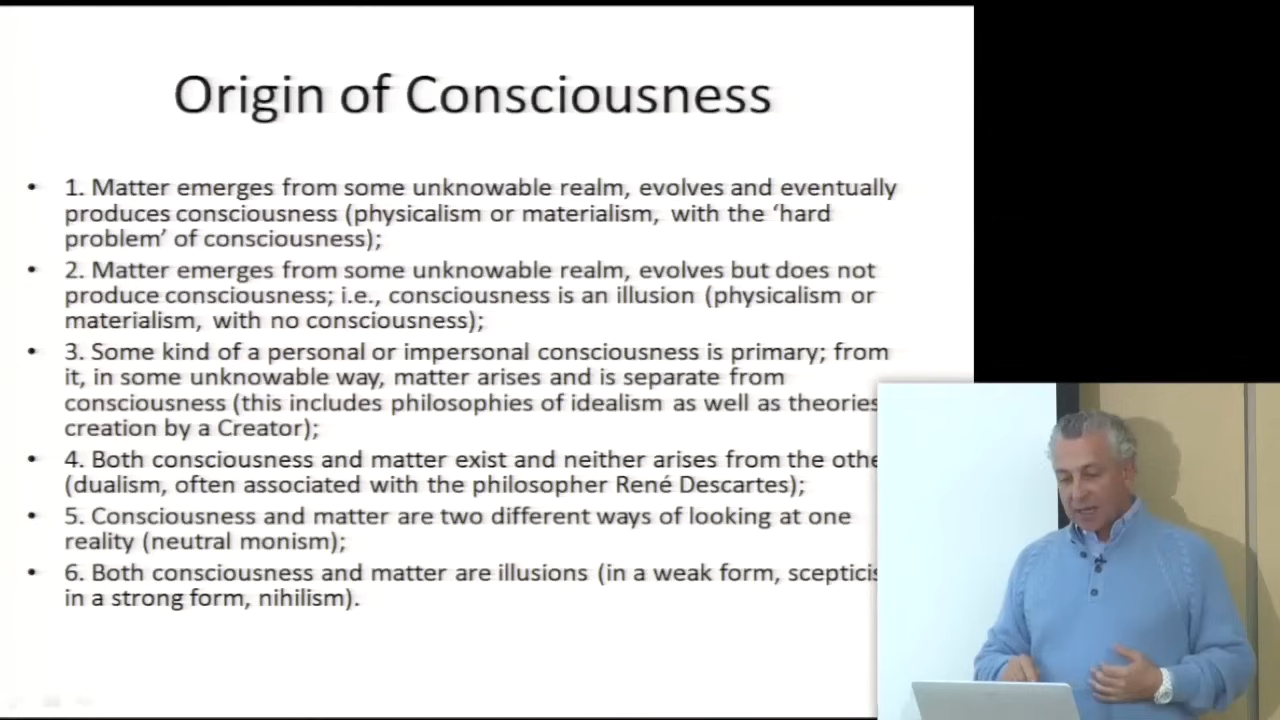 Origin of Consciousness
• 1. Matter emerges from some unknowable realm, evolves and eventually
produces consciousness (physicalism or materialism, with the ‘hard
problem’ of consciousness);
• 2. Matter emerges from some unknowable realm, evolves but does not
produce consciousness; i.e., consciousness is an illusion (physicalism or
materialism, with no consciousness);
• 3. Some kind of a personal or impersonal consciousness is primary; from
it, in some unknowable way, matter arises and is separate from
consciousness (this includes philosophies of idealism as well as theories
creation by a Creator);
• 4. Both consciousness and matter exist and neither arises from the othe
(dualism, often associated with the philosopher René Descartes);
• 5. Consciousness and matter are two different ways of looking at one
reality (neutral monism);
• 6. Both consciousness and matter are illusions (in a weak form, scepticis
in a strong form, nihilism).